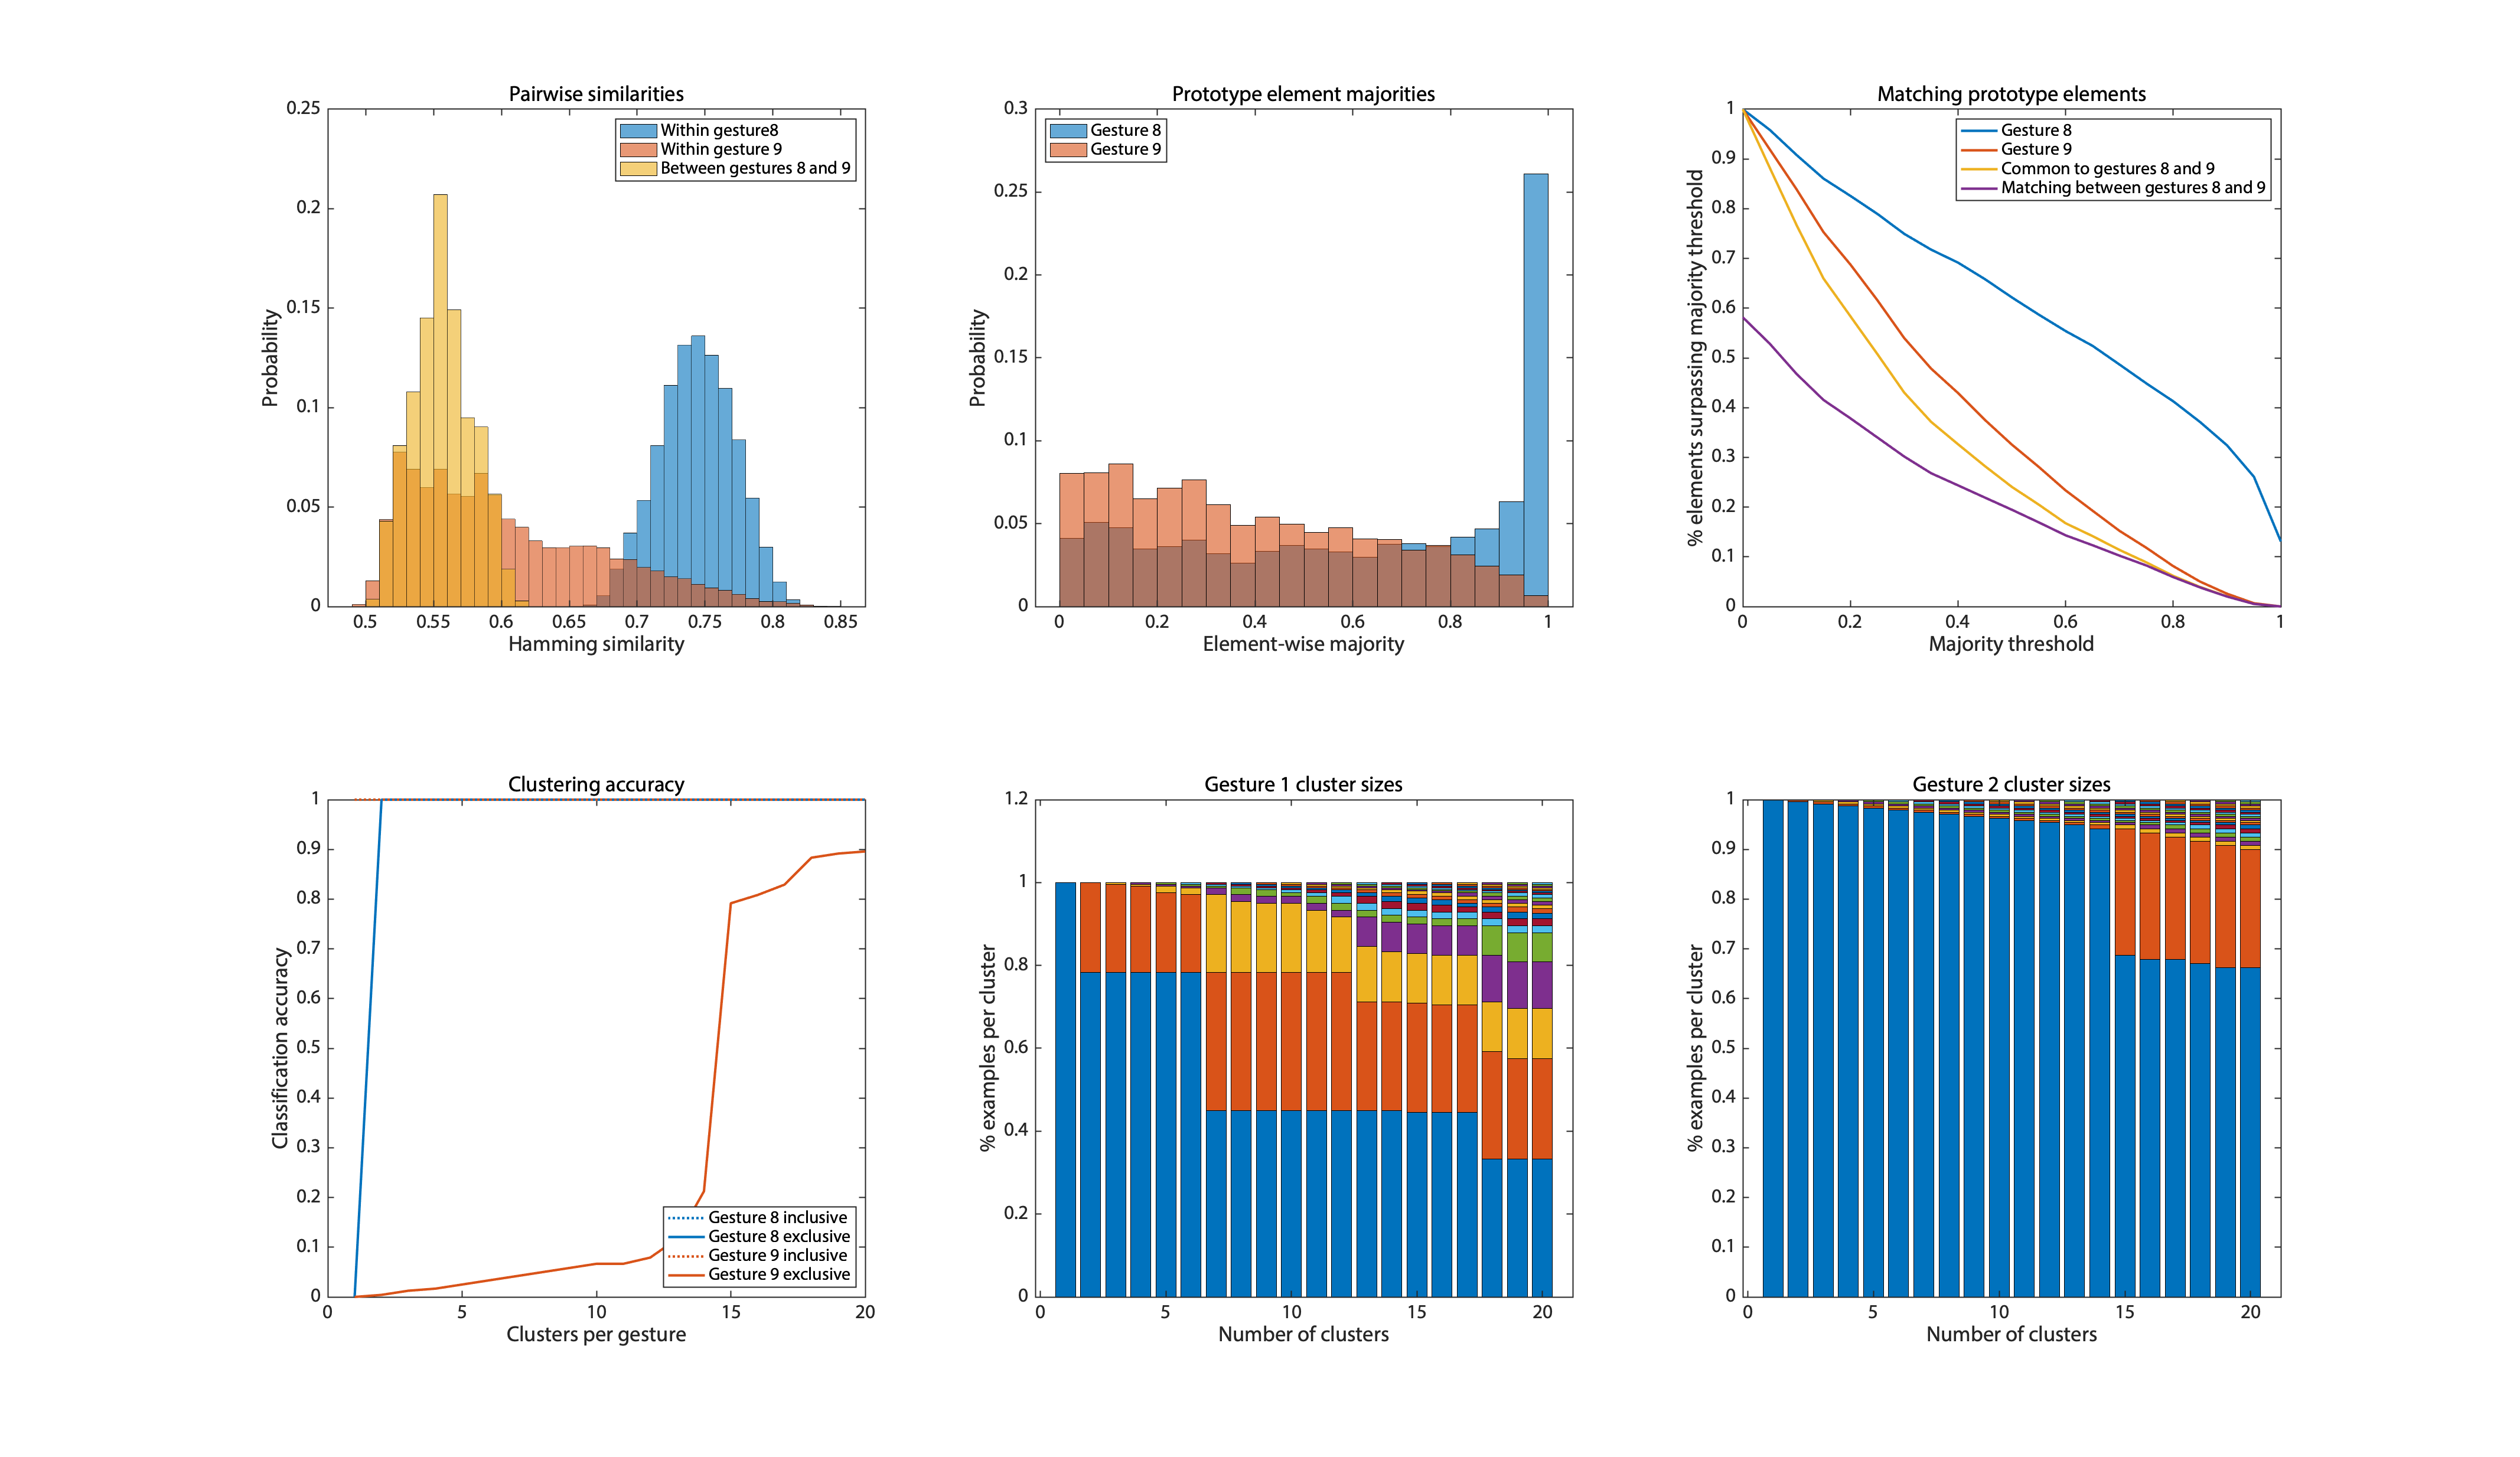 Pairwise similarities
0.25
0.2
0.15
0.1
0.05
0
Probability
Within gesture8
Within gesture 9
Between gestures 8 and 9
0.5 0.55 0.6 0.65 0.7 0.75 0.8 0.85
Hamming similarity
Prototype element majorities
0.3
0.25
0.2
0.15
0.1
0.05
0
Probability
Gesture 8
Gesture 9
0 0.2 0.4 0.6 0.8 1
Element-wise majority
Matching prototype elements
1
0.9
0.8
0.7
0.6
0.5
0.4
0.3
0.2
0.1
0
% elements surpassing majority threshold
Gesture 8
Gesture 9
Common to gestures 8 and 9
Matching between gestures 8 and 9
0 0.2 0.4 0.6 0.8 1
Majority threshold
Clustering accuracy
1
0.9
0.8
0.7
0.6
0.5
0.4
0.3
0.2
0.1
0
Classification accuracy
Gesture 8 inclusive
Gesture 8 exclusive
Gesture 9 inclusive
Gesture 9 exclusive
0 5 10 15 20
Clusters per gesture
Gesture 1 cluster sizes
1.2
1
0.8
0.6
0.4
0.2
0
% examples per cluster
0 5 10 15 20
Number of clusters
Gesture 2 cluster sizes
1
0.9
0.8
0.7
0.6
0.5
0.4
0.3
0.2
0.1
0
% examples per cluster
0 5 10 15 20
Number of clusters